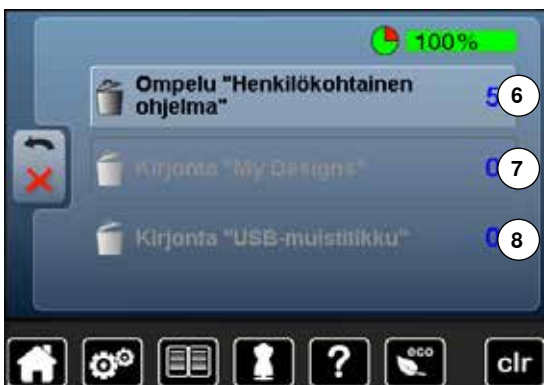 100%
Ompelu "Henkilökohtainen
ohjelma"
5
6
Kirjonta "My Designs"
0
7
Kirjonta "USB-muistitikku"
0
8
?
eco
clr